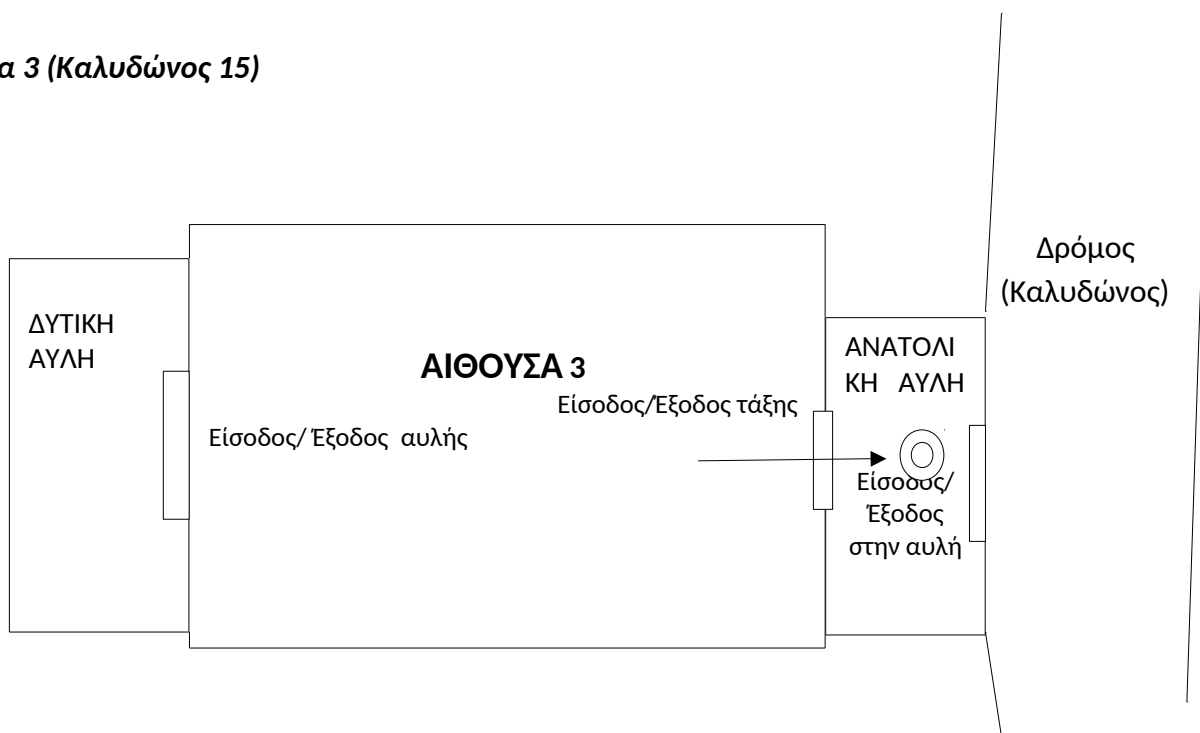 α 3 (Καλυδώνος 15)
Δρόμος
(Καλυδώνος)
ΔΥΤΙΚΗ
ΑΥΛΗ
ΑΙΘΟΥΣΑ 3
ΑΝΑΤΟΛΙ
ΚΗ ΑΥΛΗ
Είσοδος/Έξοδος τάξης
Είσοδος/ Έξοδος αυλής
Είσοδος/
Έξοδος
στην αυλή